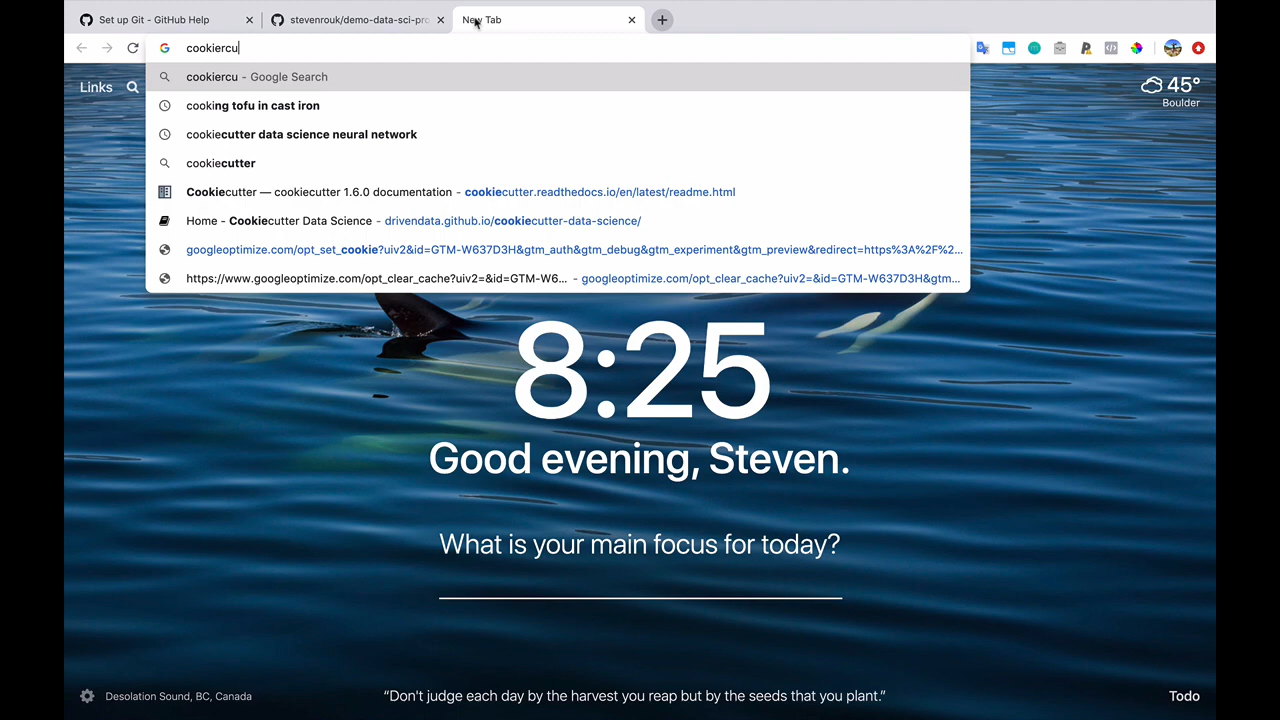 Set up Git - GitHub Help
stevenrouk/demo-data-sci-pro
New Tab
cookiercu
cookiercu - Google Search
cooking tofu in cast iron
cookiecutter data science neural network
cookiecutter
Cookiecutter — cookiecutter 1.6.0 documentation - cookiecutter.readthedocs.io/en/latest/readme.html
Home - Cookiecutter Data Science - drivendata.github.io/cookiecutter-data-science/
googleoptimize.com/opt_set_cookie?uiv2&id=GTM-W637D3H&gtm_auth&gtm_debug&gtm_experiment&gtm_preview&redirect=https%3A%2F%2...
https://www.googleoptimize.com/opt_clear_cache?uiv2=&id=GTM-W6... - googleoptimize.com/opt_clear_cache?uiv2=&id=GTM-W637D3H&gtm...
Links
45°
Boulder
8:25
Good evening, Steven.
What is your main focus for today?
Desolation Sound, BC, Canada
“Don't judge each day by the harvest you reap but by the seeds that you plant.”
Todo